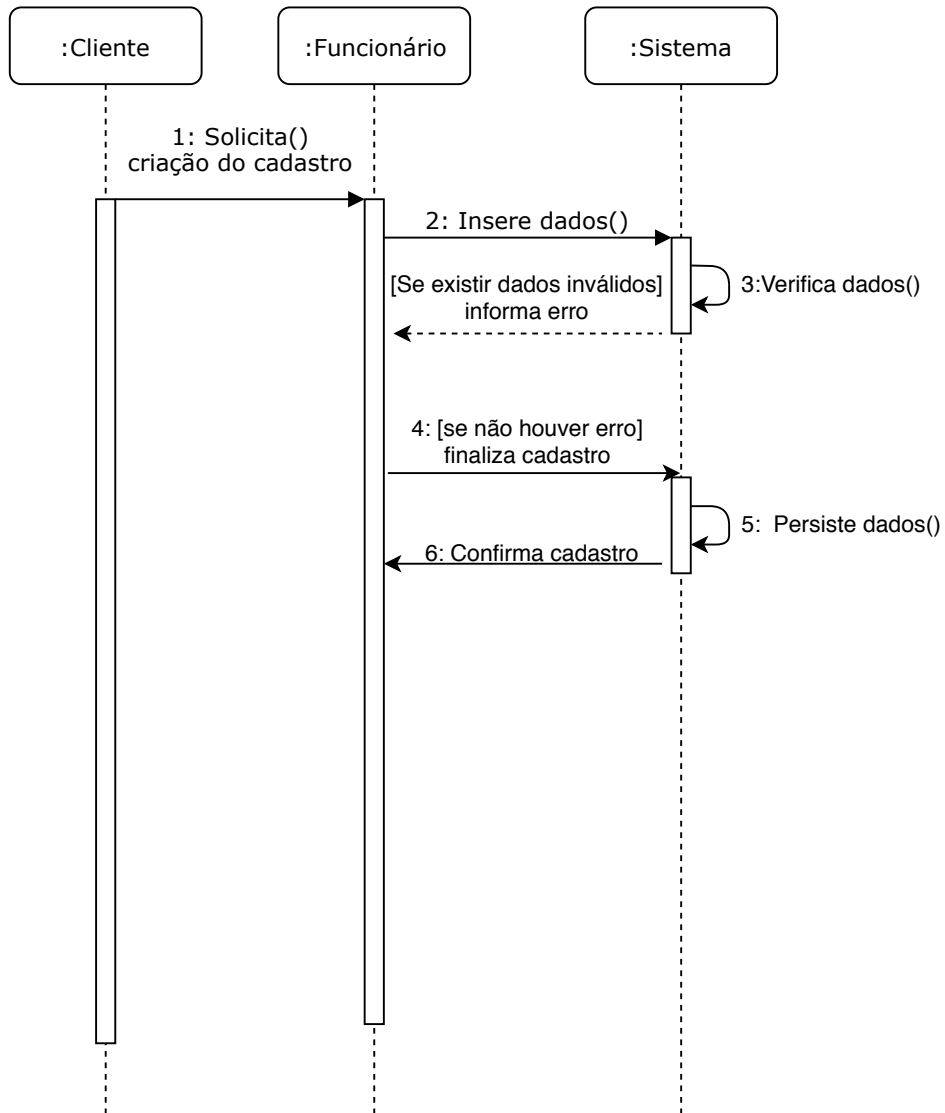 :Cliente
:Funcionário
:Sistema
1: Solicita()
criação do cadastro
2: Insere dados()
3:Verifica dados()
[Se existir dados inválidos]
informa erro
4: [se não houver erro]
finaliza cadastro
5:  Persiste dados()
6: Confirma cadastro